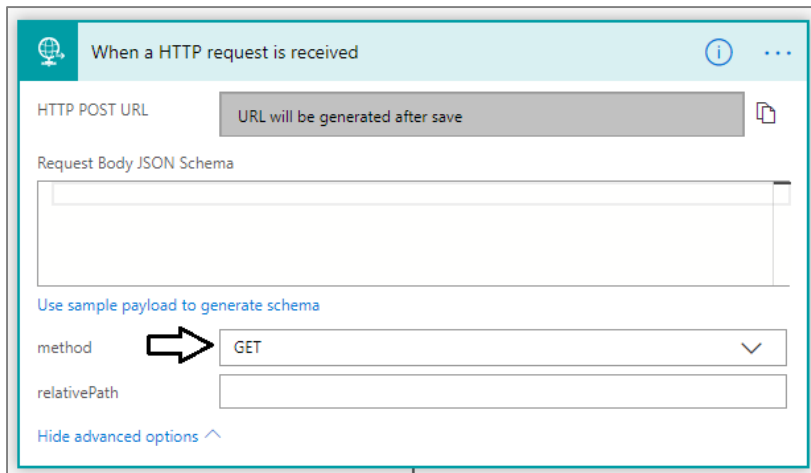 When a HTTP request is received
HTTP POST URL
URL will be generated after save
Request Body JSON Schema
Use sample payload to generate schema
method
GET
relativePath
Hide advanced options